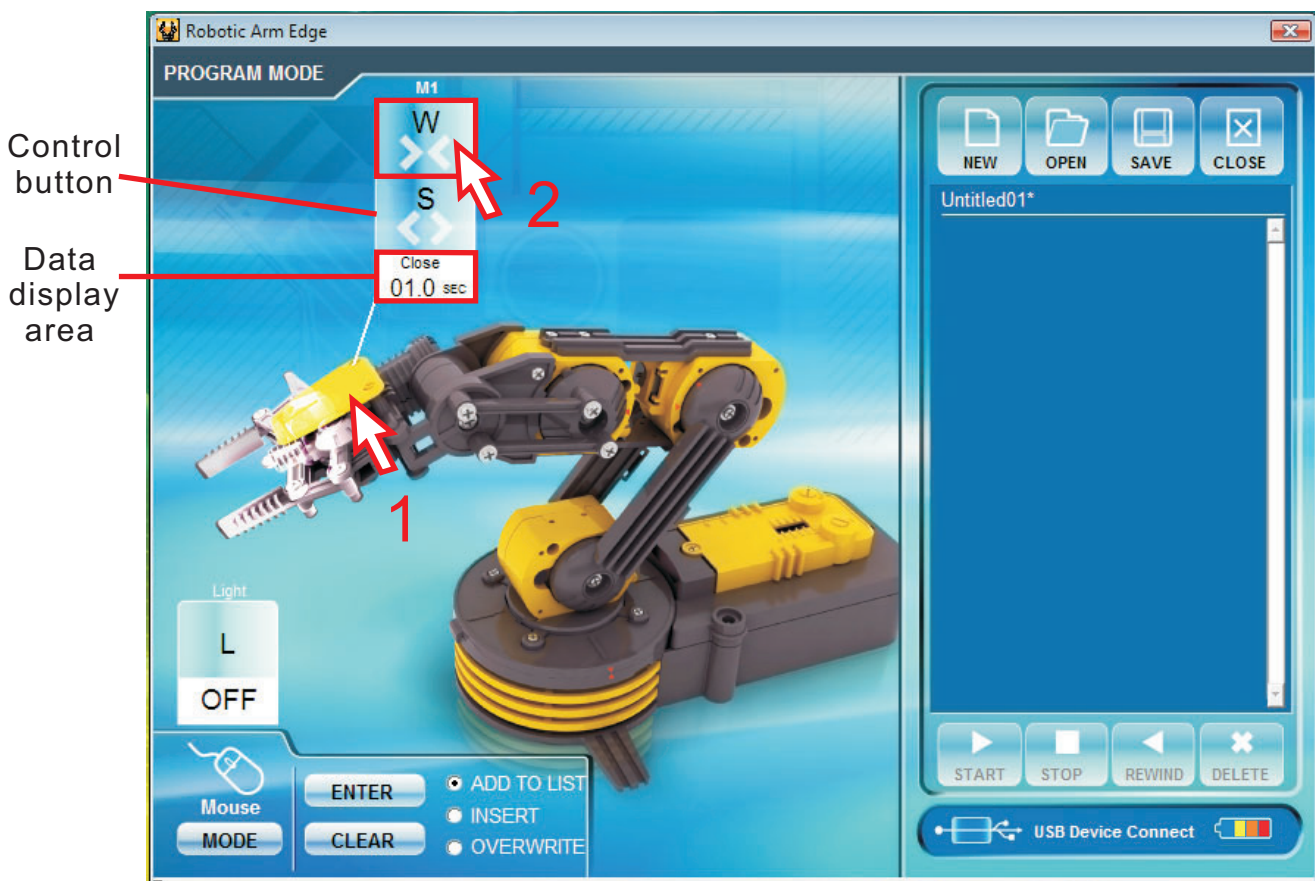 Robotic Arm Edge
PROGRAM MODE
M1
W
S
Close
01.0 SEC
Control
button
Data
display
area
2
1
Light
L
OFF
Mouse
MODE
ENTER
CLEAR
ADD TO LIST
INSERT
OVERWRITE
NEW OPEN SAVE CLOSE
Untitled01*
START STOP REWIND DELETE
USB Device Connect